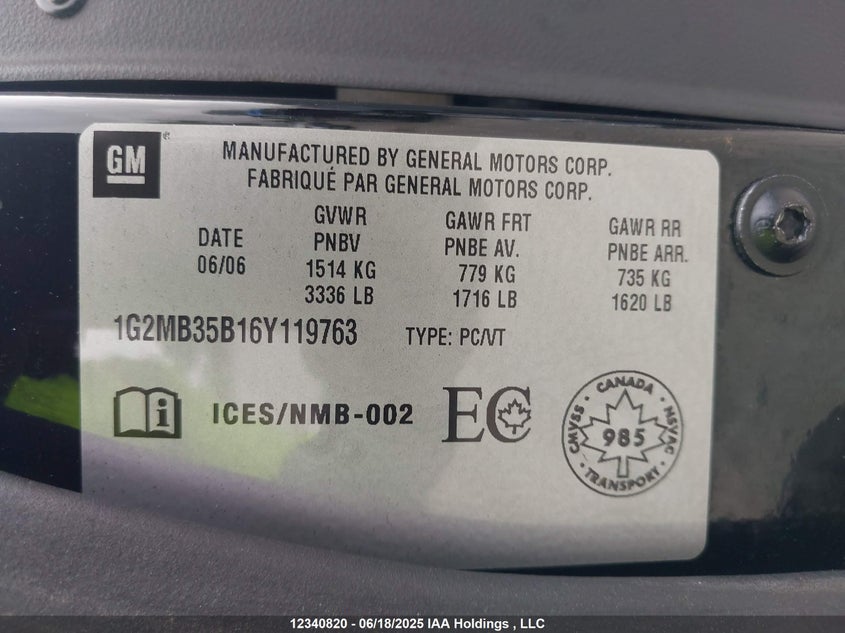 GM
MANUFACTURED BY GENERAL MOTORS CORP.
FABRIQUÉ PAR GENERAL MOTORS CORP.
DATE
06/06
GVWR
PNBV
1514 KG
3336 LB
GAWR FRT
PNBE AV.
779 KG
1716 LB
GAWR RR
PNBE ARR.
735 KG
1620 LB
1G2MB35B16Y119763 TYPE: PC/VT
i ICES/NMB-002 EC
CANADA
CMVSS 985 NSVAC
TRANSPORT
12340820 - 06/18/2025 IAA Holdings , LLC